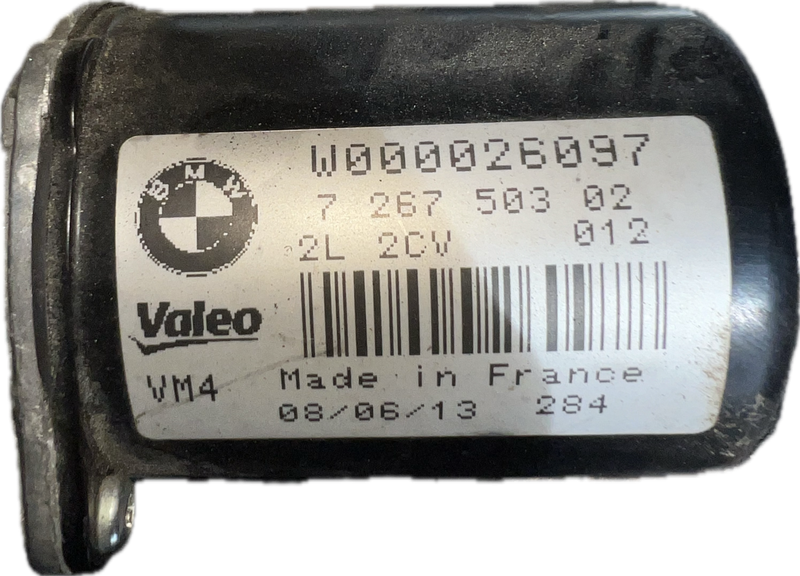 BMW
W000026097
7 267 503 02
2L 2CV 012
Valeo
VM4
Made in France
08/06/13 284